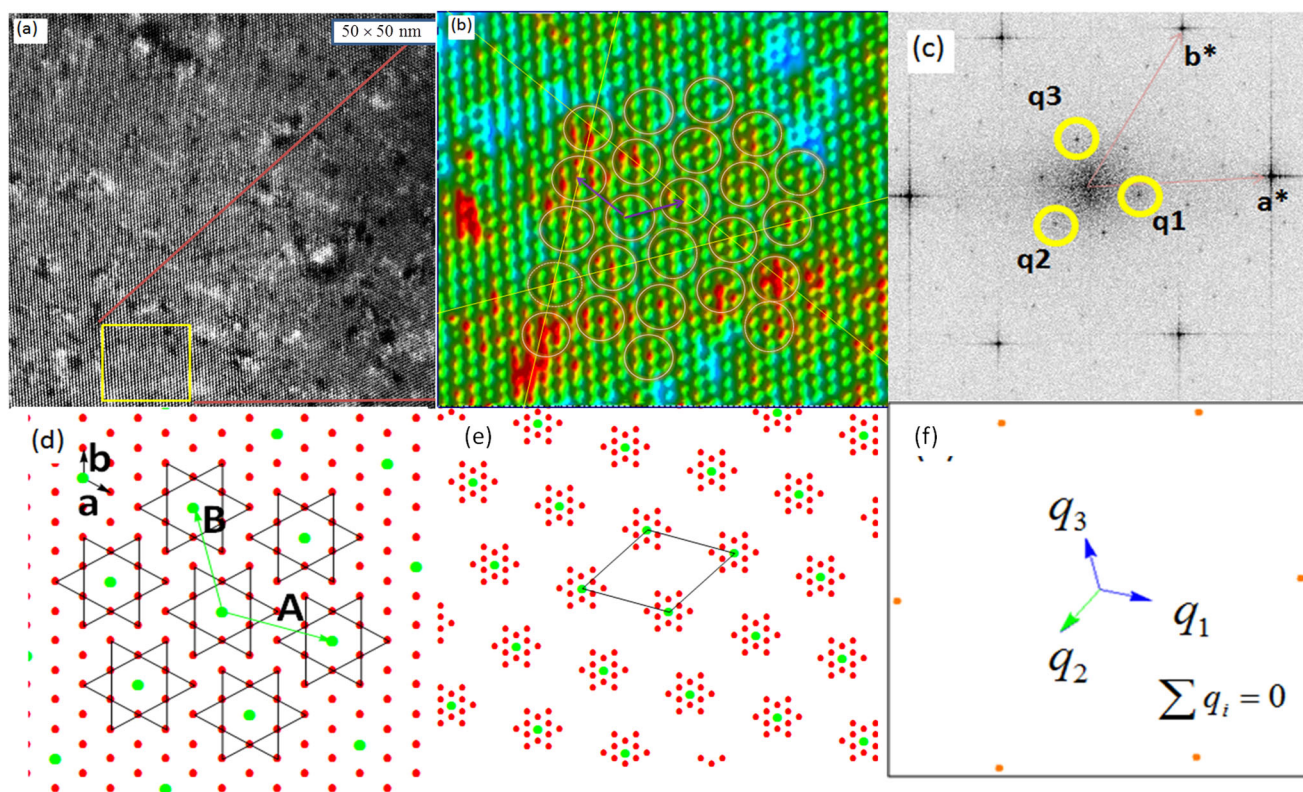 (a)
50 × 50 nm
(b)
(c)
b*
q3
a*
q1
q2
(d)
b
a
B
A
(e)
(f)
q₃
q₁
q₂
∑ qᵢ = 0